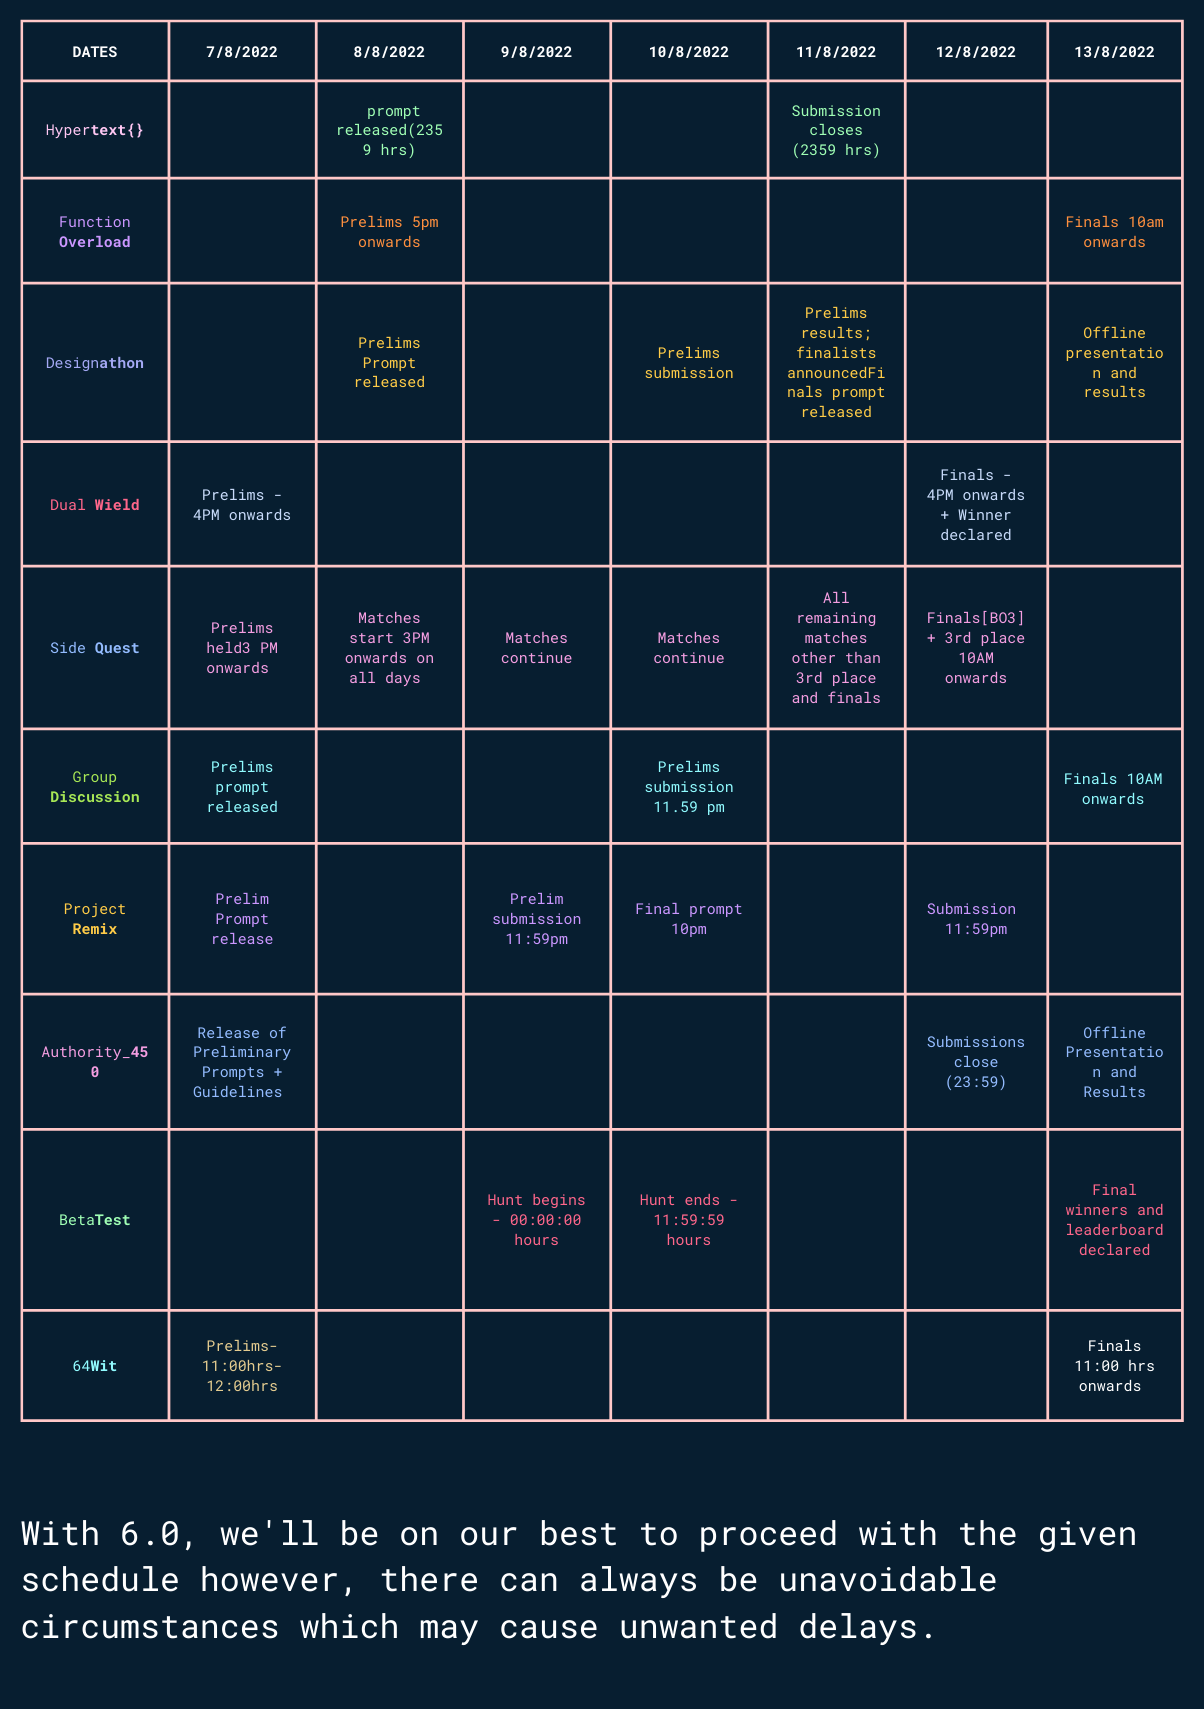 DATES
7/8/2022
8/8/2022
9/8/2022
10/8/2022
11/8/2022
12/8/2022
13/8/2022
Hypertext{}
prompt
released(235
9 hrs)
Submission
closes
(2359 hrs)
Function
Overload
Prelims 5pm
onwards
Finals 10am
onwards
Designathon
Prelims
Prompt
released
Prelims
submission
Prelims
results;
finalists
announcedFi
nals prompt
released
Offline
presentatio
n and
results
Dual Wield
Prelims -
4PM onwards
Finals -
4PM onwards
+ Winner
declared
Side Quest
Prelims
held3 PM
onwards
Matches
start 3PM
onwards on
all days
Matches
continue
Matches
continue
All
remaining
matches
other than
3rd place
and finals
Finals[BO3]
+ 3rd place
10AM
onwards
Group
Discussion
Prelims
prompt
released
Prelims
submission
11.59 pm
Finals 10AM
onwards
Project
Remix
Prelim
Prompt
release
Prelim
submission
11:59pm
Final prompt
10pm
Submission
11:59pm
Authority_45
0
Release of
Preliminary
Prompts +
Guidelines
Submissions
close
(23:59)
Offline
Presentatio
n and
Results
BetaTest
Hunt begins
- 00:00:00
hours
Hunt ends -
11:59:59
hours
Final
winners and
leaderboard
declared
64Wit
Prelims-
11:00hrs-
12:00hrs
Finals
11:00 hrs
onwards
With 6.0, we'll be on our best to proceed with the given
schedule however, there can always be unavoidable
circumstances which may cause unwanted delays.